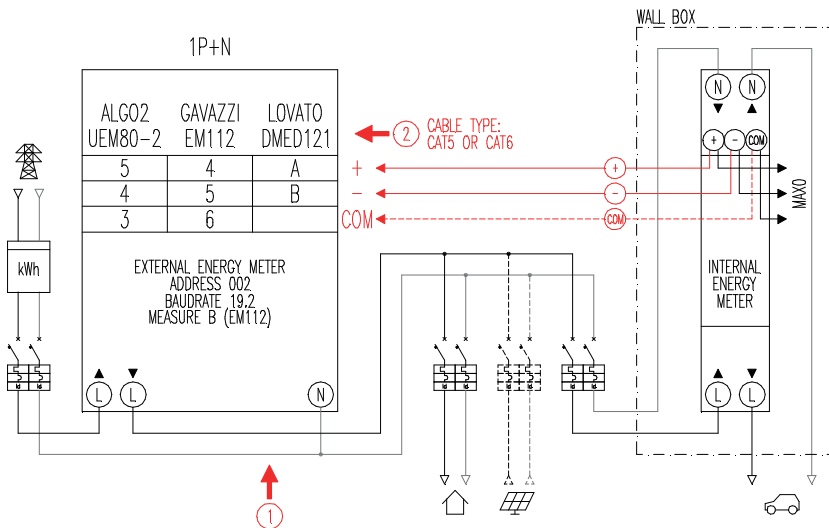 WALL BOX
1P+N
ALGO2 GAVAZZI LOVATO
UEM80-2 EM112 DMED121
2 CABLE TYPE:
CAT5 OR CAT6
5 4 A + +
4 5 B - -
3 6 COM COM
N N
+ - COM
MAXO
kWh
EXTERNAL ENERGY METER
ADDRESS 002
BAUDRATE 19.2
MEASURE B (EM112)
INTERNAL
ENERGY
METER
L L N L L
1